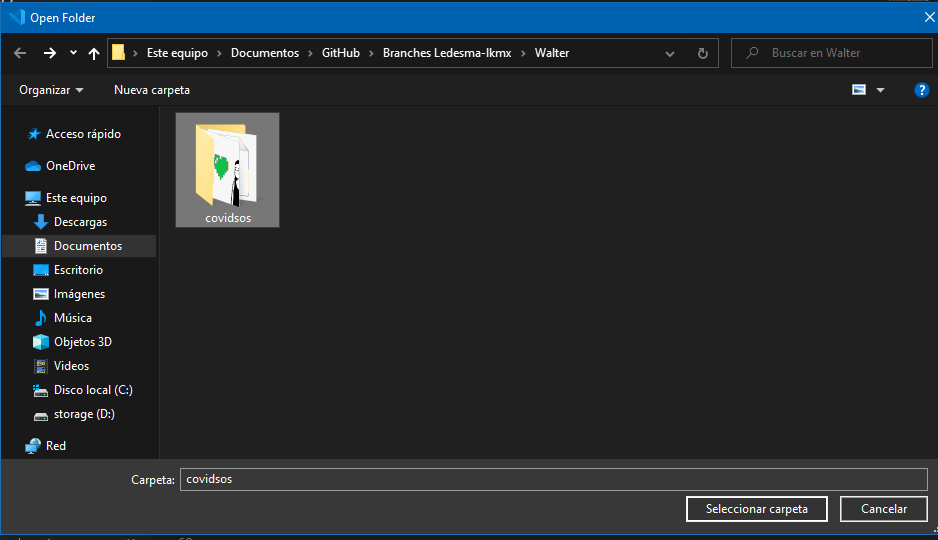 Open Folder
Este equipo > Documentos > GitHub > Branches Ledesma-lkmx > Walter
Buscar en Walter
Organizar
Nueva carpeta
?
Acceso rápido
OneDrive
Este equipo
Descargas
Documentos
Escritorio
Imágenes
Música
Objetos 3D
Videos
Disco local (C:)
storage (D:)
Red
covidsos
Carpeta:
covidsos
Seleccionar carpeta
Cancelar